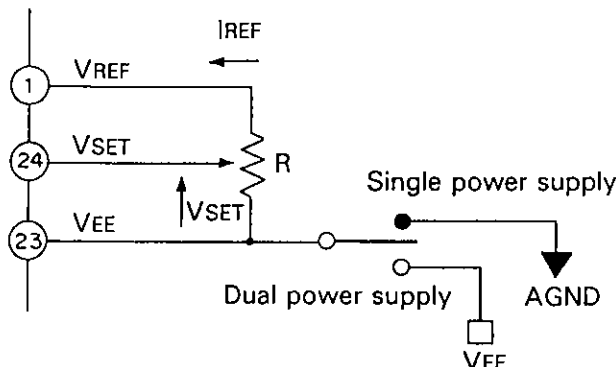 IREF
1 VREF
24 VSET
R
VSET
Single power supply
23 VEE
Dual power supply
AGND
VEE